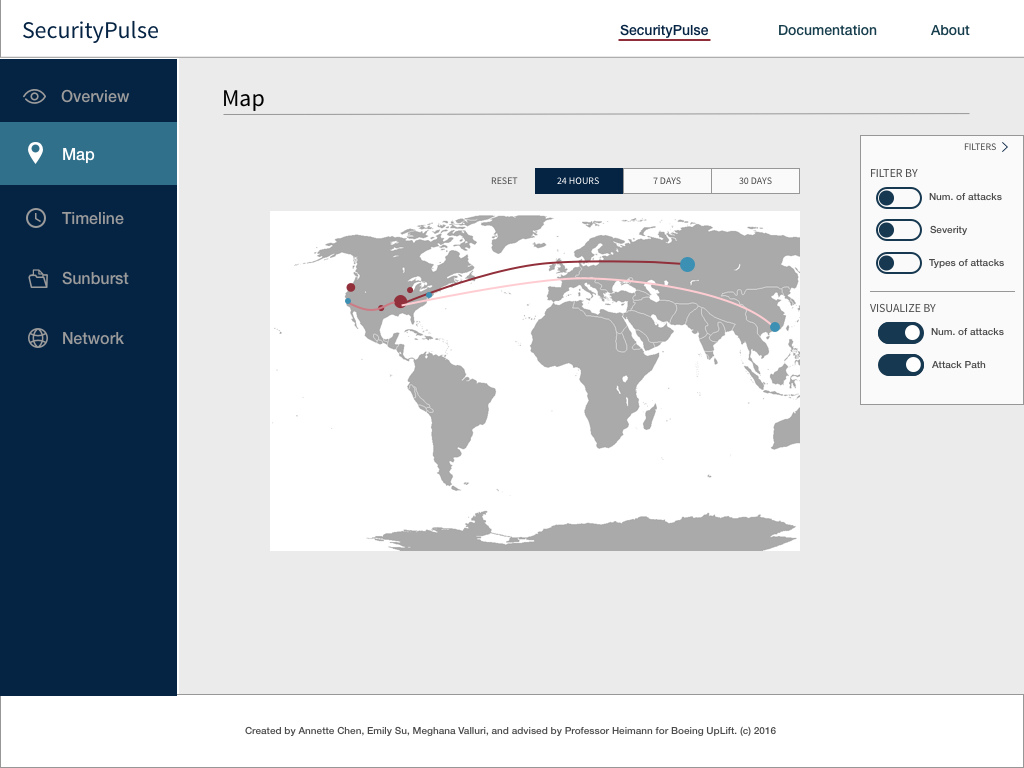 SecurityPulse
SecurityPulse
Documentation
About
Overview
Map
Timeline
Sunburst
Network
Map
RESET
24 HOURS
7 DAYS
30 DAYS
FILTERS
FILTER BY
Num. of attacks
Severity
Types of attacks
VISUALIZE BY
Num. of attacks
Attack Path
Created by Annette Chen, Emily Su, Meghana Valluri, and advised by Professor Heimann for Boeing UpLift. (c) 2016